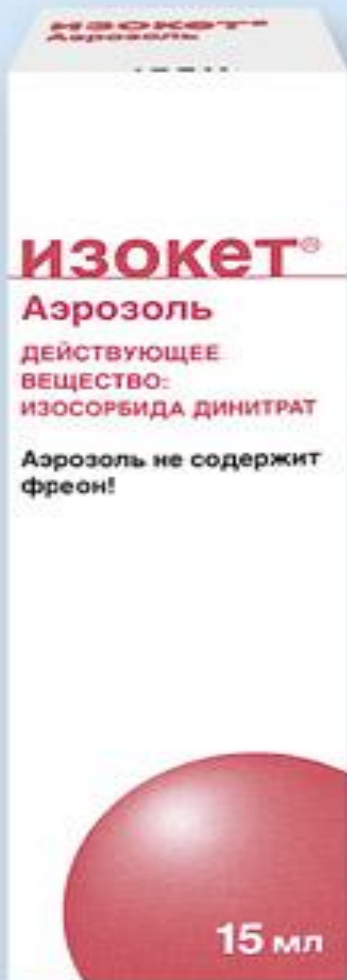 изокет®
Аэрозоль
изокет®
Аэрозоль
ДЕЙСТВУЮЩЕЕ
ВЕЩЕСТВО:
ИЗОСОРБИДА ДИНИТРАТ
Аэрозоль не содержит
фреон!
15 мл